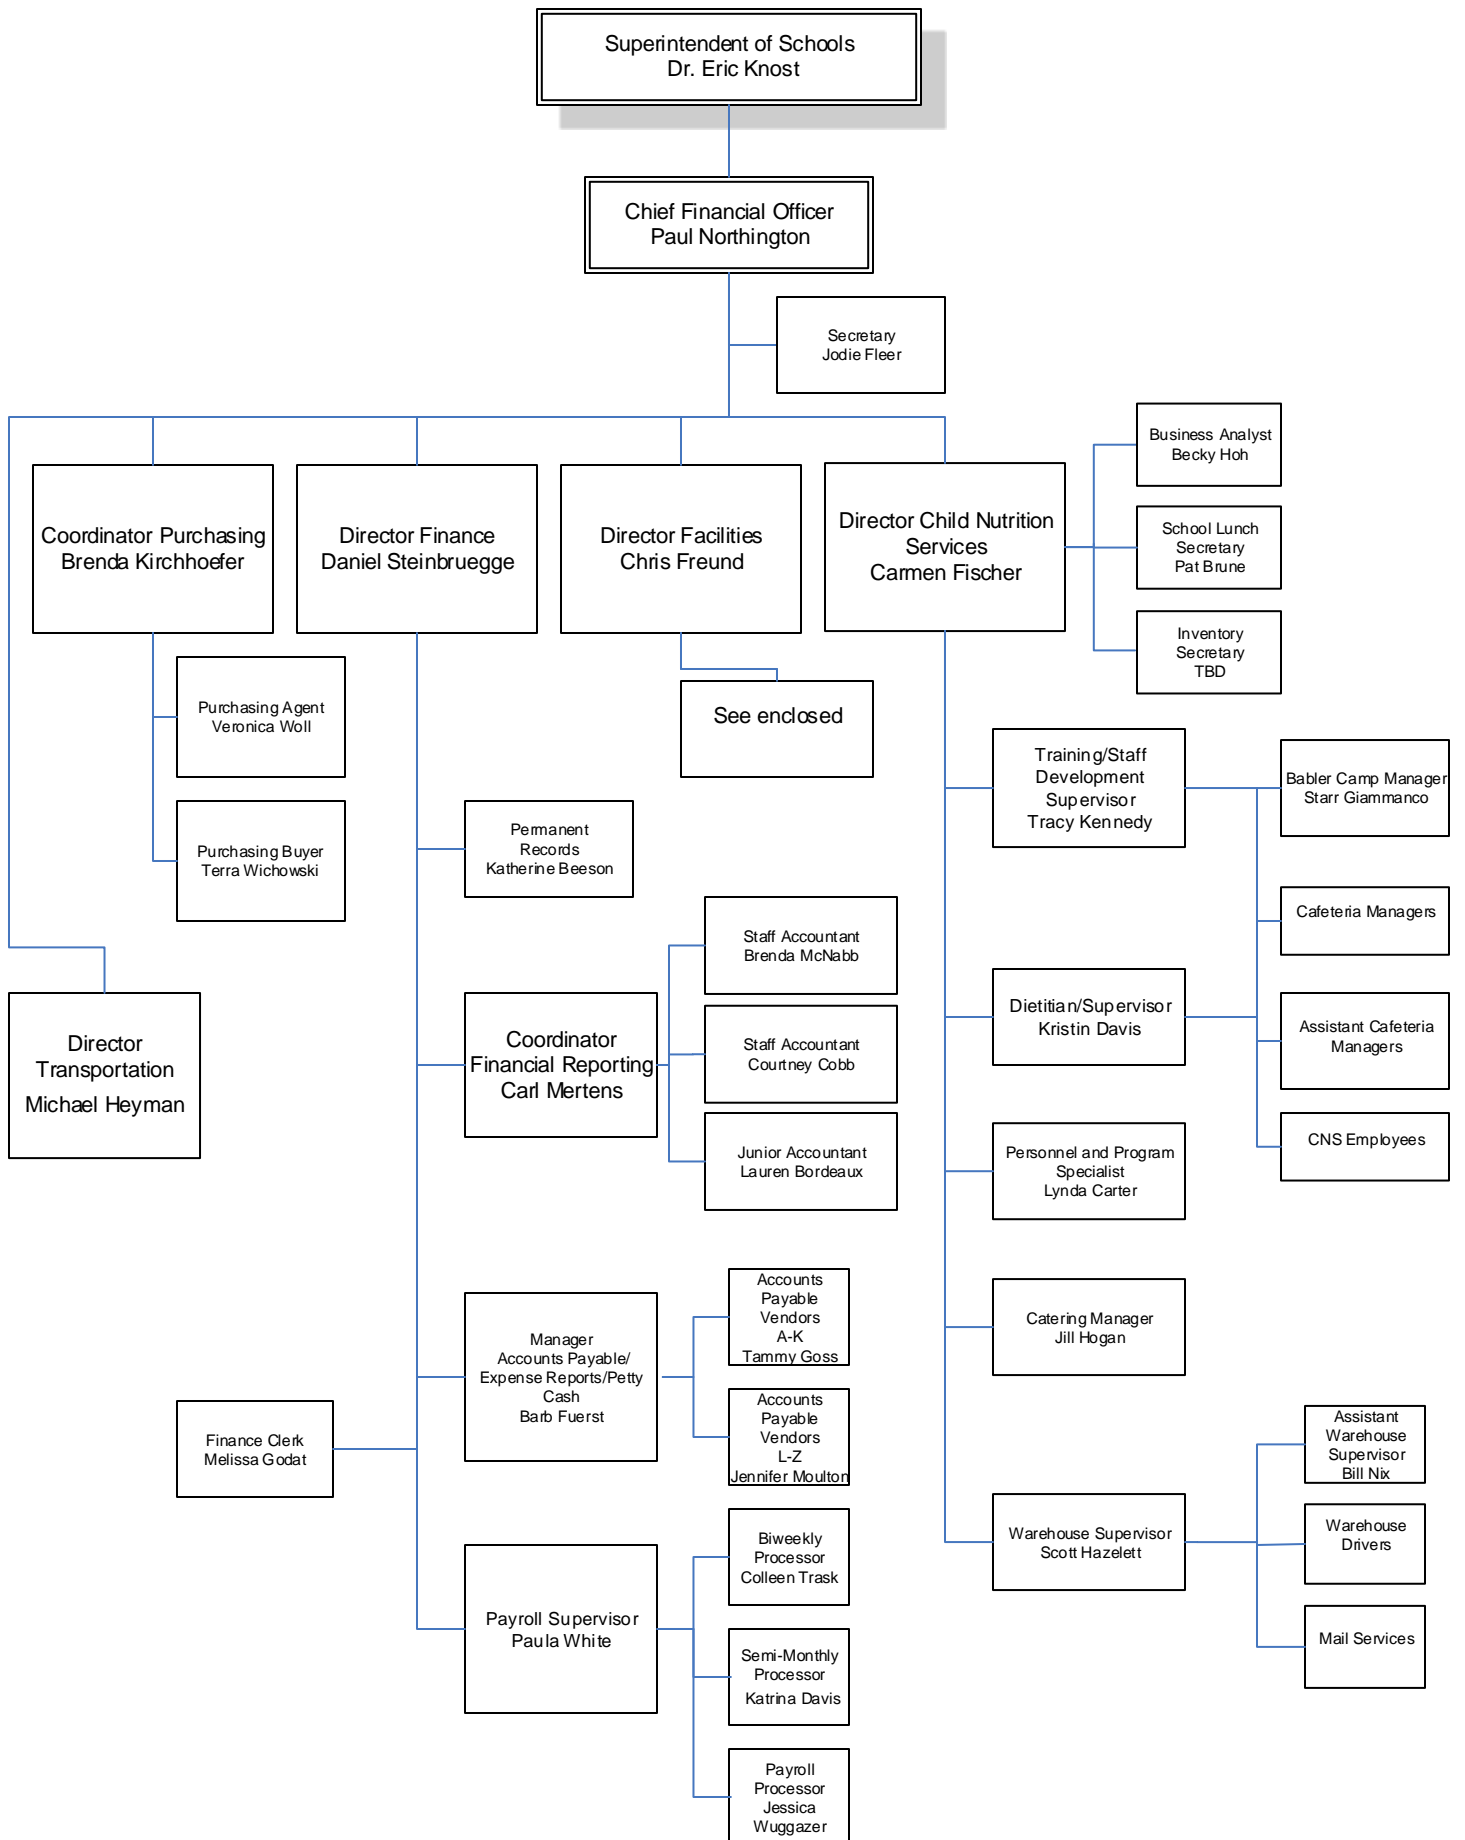 Superintendent of Schools
Dr. Eric Knost
Chief Financial Officer
Paul Northington
Secretary
Jodie Fleer
Business Analyst
Becky Hoh
School Lunch
Secretary
Pat Brune
Inventory
Secretary
TBD
Coordinator Purchasing
Brenda Kirchhoefer
Director Finance
Daniel Steinbruegge
Director Facilities
Chris Freund
Director Child Nutrition
Services
Carmen Fischer
Purchasing Agent
Veronica Woll
Purchasing Buyer
Terra Wichowski
See enclosed
Permanent
Records
Katherine Beeson
Training/Staff
Development
Supervisor
Tracy Kennedy
Babler Camp Manager
Starr Giammanco
Cafeteria Managers
Assistant Cafeteria
Managers
CNS Employees
Director
Transportation
Michael Heyman
Coordinator
Financial Reporting
Carl Mertens
Staff Accountant
Brenda McNabb
Staff Accountant
Courtney Cobb
Junior Accountant
Lauren Bordeaux
Dietitian/Supervisor
Kristin Davis
Personnel and Program
Specialist
Lynda Carter
Catering Manager
Jill Hogan
Manager
Accounts Payable/
Expense Reports/Petty
Cash
Barb Fuerst
Accounts
Payable
Vendors
A-K
Tammy Goss
Accounts
Payable
Vendors
L-Z
Jennifer Moulton
Finance Clerk
Melissa Godat
Warehouse Supervisor
Scott Hazelett
Assistant
Warehouse
Supervisor
Bill Nix
Warehouse
Drivers
Mail Services
Payroll Supervisor
Paula White
Biweekly
Processor
Colleen Trask
Semi-Monthly
Processor
Katrina Davis
Payroll
Processor
Jessica
Wuggazer